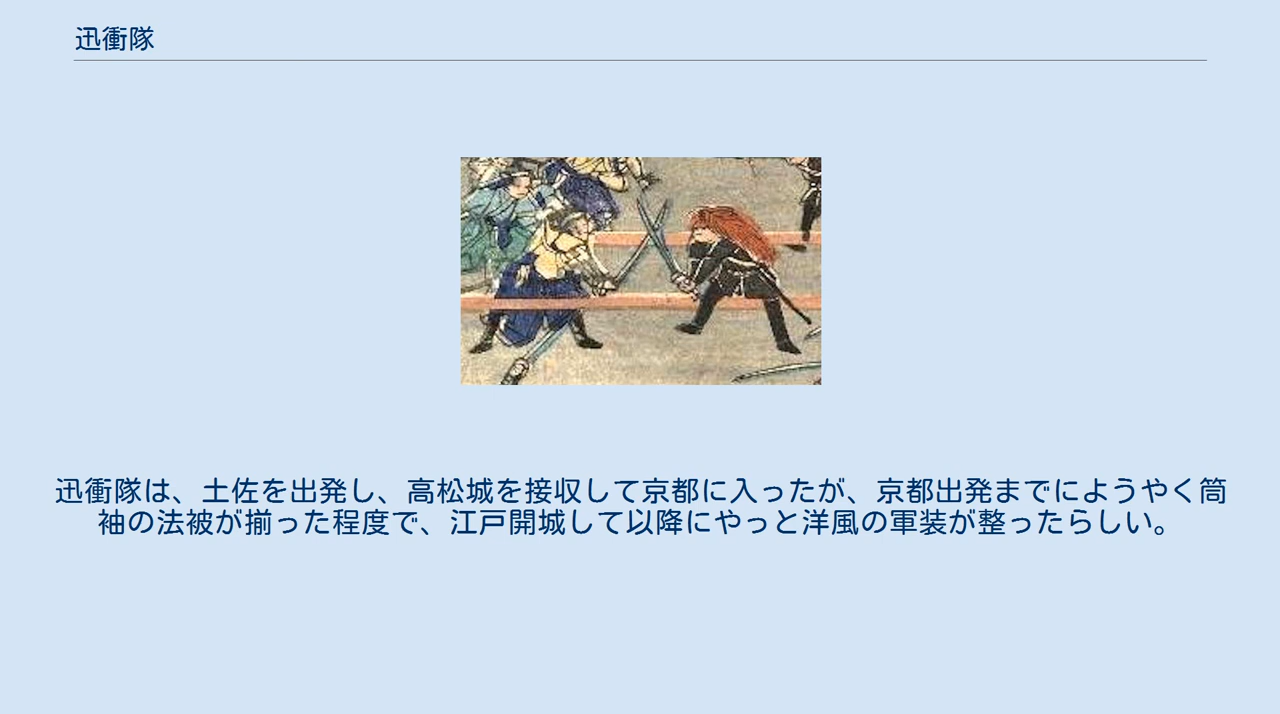 迅衝隊
迅衝隊は、土佐を出発し、高松城を接収して京都に入ったが、京都出発までにようやく筒
袖の法被が揃った程度で、江戸開城して以降にやっと洋風の軍装が整ったらしい。